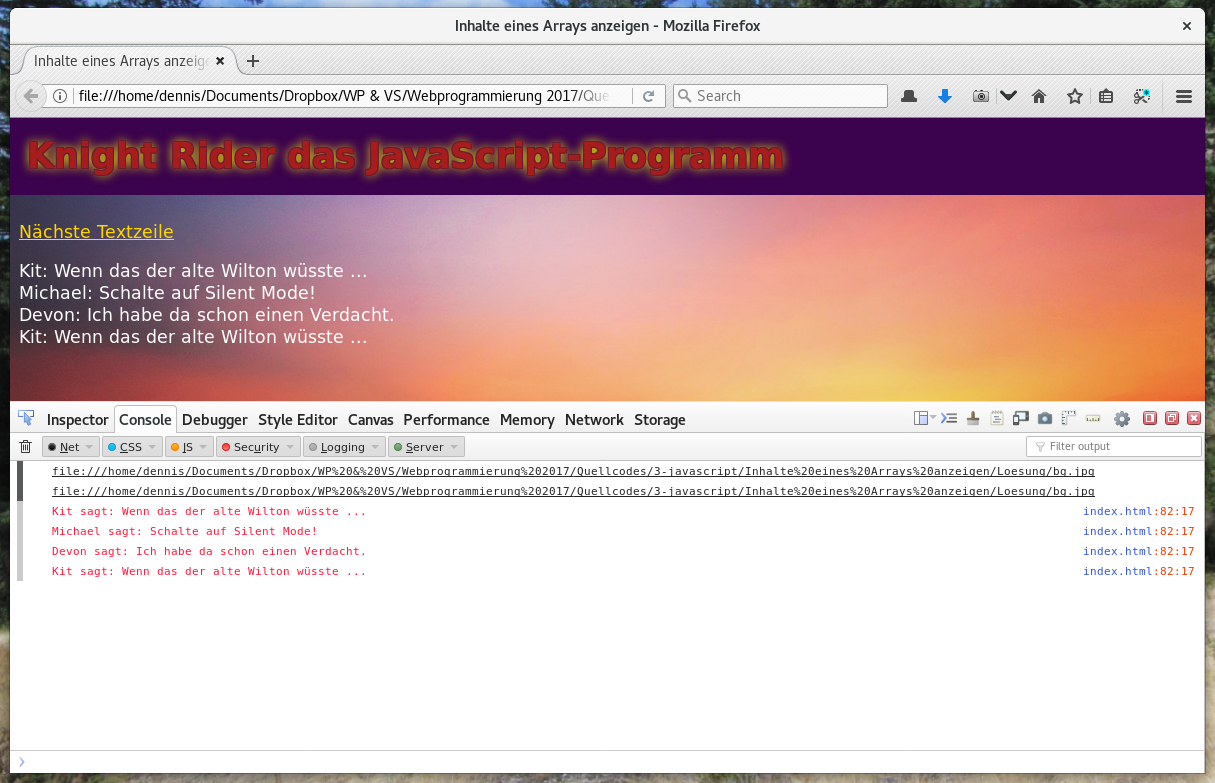 Inhalte eines Arrays anzeigen - Mozilla Firefox
Inhalte eines Arrays anzeige
file:///home/dennis/Documents/Dropbox/WP & VS/Webprogrammierung 2017/Que
Search
Knight Rider das JavaScript-Programm
Nächste Textzeile
Kit: Wenn das der alte Wilton wüsste ...
Michael: Schalte auf Silent Mode!
Devon: Ich habe da schon einen Verdacht.
Kit: Wenn das der alte Wilton wüsste ...
Inspector Console Debugger Style Editor Canvas Performance Memory Network Storage
Net CSS JS Security Logging Server Filter output
file:///home/dennis/Documents/Dropbox/WP%20&%20VS/Webprogrammierung%202017/Quellcodes/3-javascript/Inhalte%20eines%20Arrays%20anzeigen/Loesung/bg.jpg
file:///home/dennis/Documents/Dropbox/WP%20&%20VS/Webprogrammierung%202017/Quellcodes/3-javascript/Inhalte%20eines%20Arrays%20anzeigen/Loesung/bg.jpg
Kit sagt: Wenn das der alte Wilton wüsste ... index.html:82:17
Michael sagt: Schalte auf Silent Mode! index.html:82:17
Devon sagt: Ich habe da schon einen Verdacht. index.html:82:17
Kit sagt: Wenn das der alte Wilton wüsste ... index.html:82:17